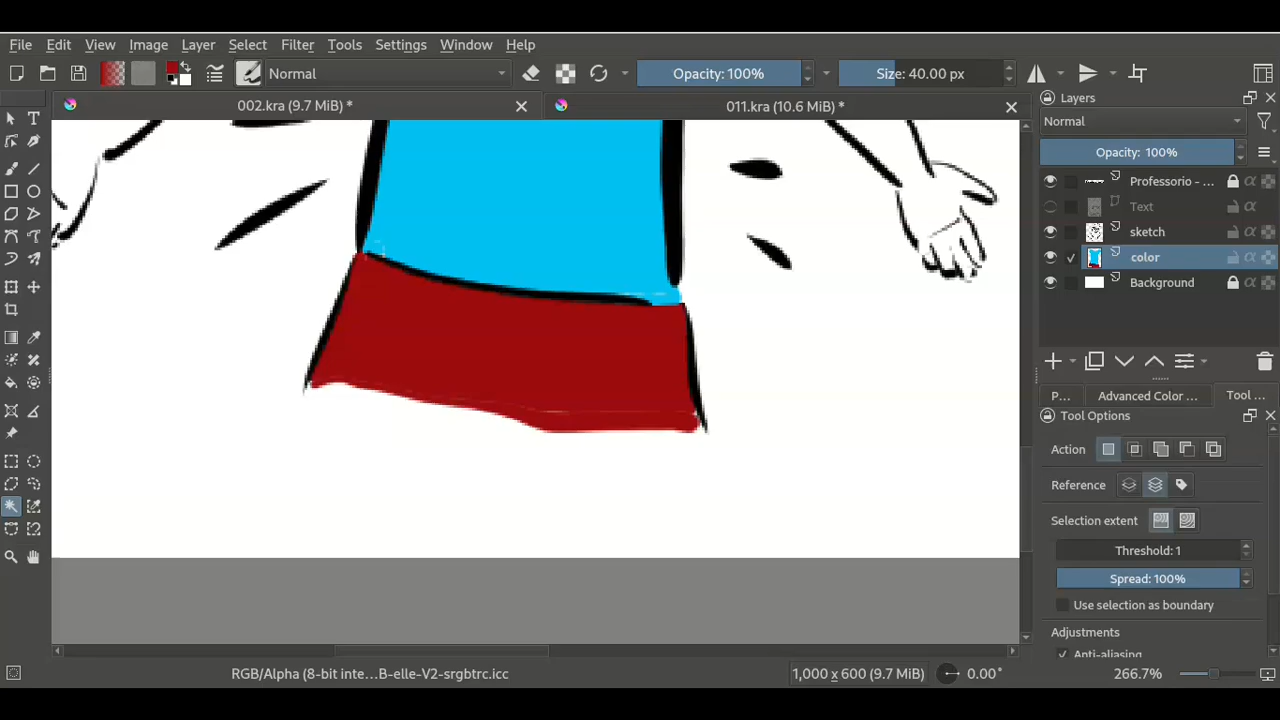 File Edit View Image Layer Select Filter Tools Settings Window Help
Normal Opacity: 100% Size: 40.00 px
002.kra (9.7 MiB) * 011.kra (10.6 MiB) *
Layers
Normal
Opacity: 100%
Professorio - ...
Text
sketch
color
Background
P... Advanced Color ... Tool ...
Tool Options
Action
Reference
Selection extent
Threshold: 1
Spread: 100%
Use selection as boundary
Adjustments
Anti-aliasing
RGB/Alpha (8-bit inte...B-elle-V2-srgbtrc.icc 1,000 x 600 (9.7 MiB) 0.00° 266.7%